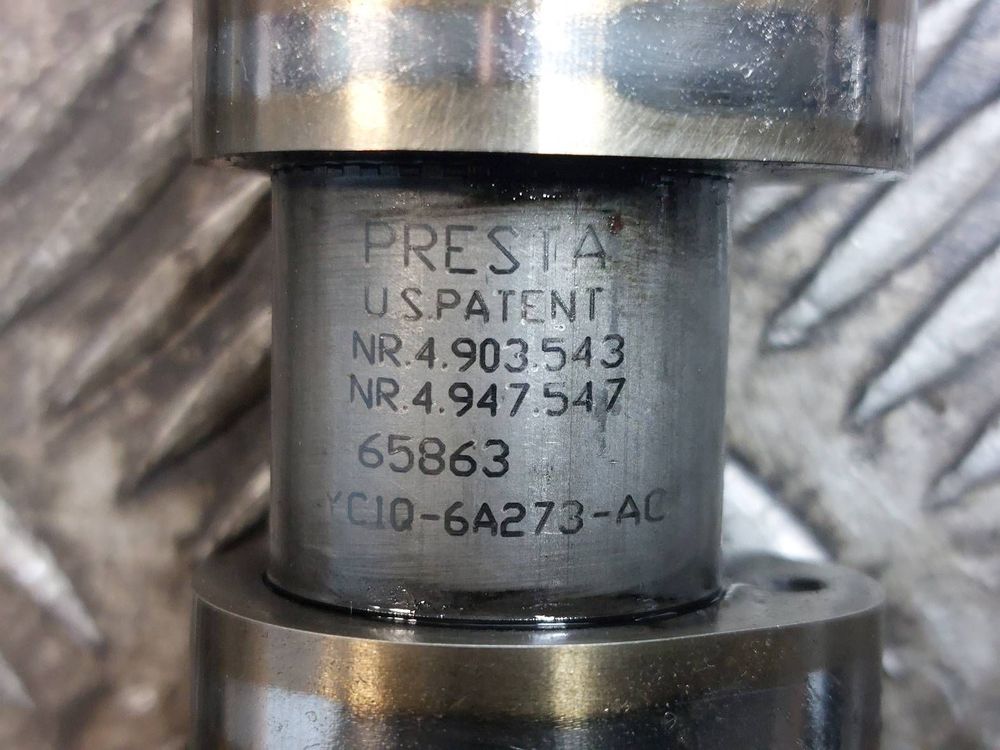 PRESTA
U.S.PATENT
NR.4.903.543
NR.4.947.547
65863
YC1Q-6A273-AC